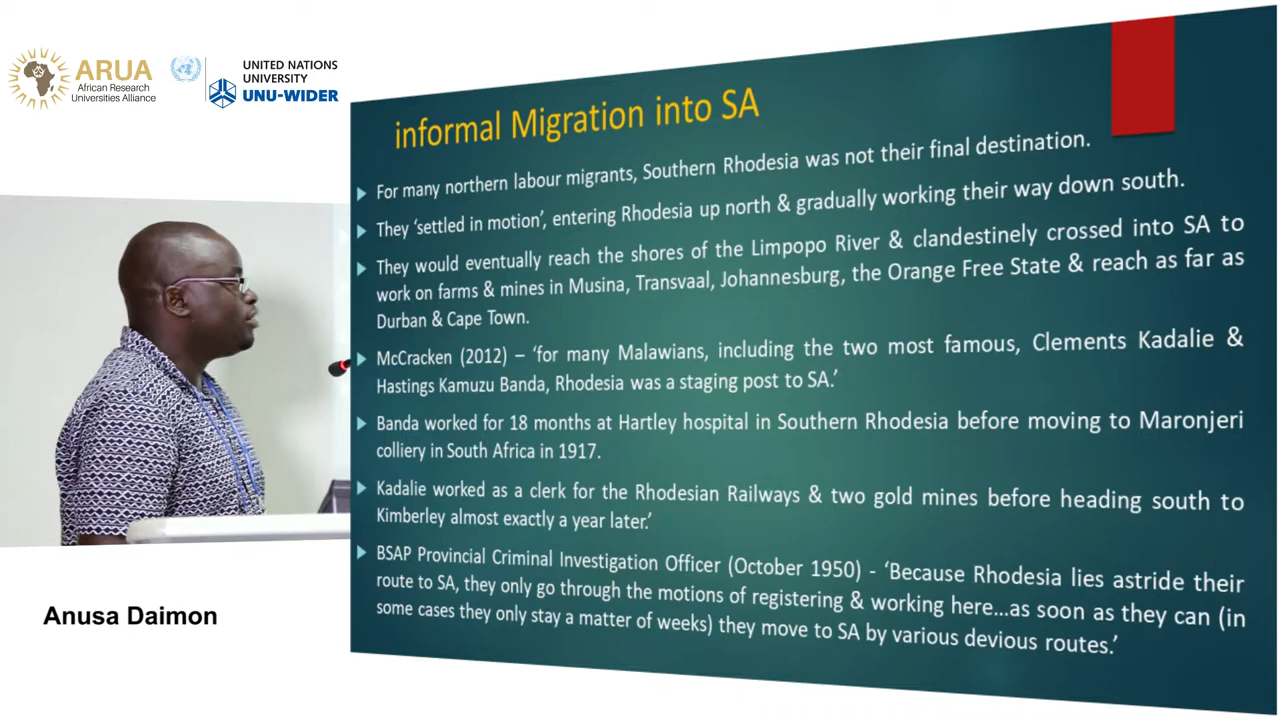 ARUA
African Research
Universities Alliance
UNITED NATIONS
UNIVERSITY
UNU-WIDER
informal Migration into SA
For many northern labour migrants, Southern Rhodesia was not their final destination.
They ‘settled in motion’, entering Rhodesia up north & gradually working their way down south.
They would eventually reach the shores of the Limpopo River & clandestinely crossed into SA to
work on farms & mines in Musina, Transvaal, Johannesburg, the Orange Free State & reach as far as
Durban & Cape Town.
McCracken (2012) – ‘for many Malawians, including the two most famous, Clements Kadalie &
Hastings Kamuzu Banda, Rhodesia was a staging post to SA.’
Banda worked for 18 months at Hartley hospital in Southern Rhodesia before moving to Maronjeri
colliery in South Africa in 1917.
Kadalie worked as a clerk for the Rhodesian Railways & two gold mines before heading south to
Kimberley almost exactly a year later.’
BSAP Provincial Criminal Investigation Officer (October 1950) - ‘Because Rhodesia lies astride their
route to SA, they only go through the motions of registering & working here…as soon as they can (in
some cases they only stay a matter of weeks) they move to SA by various devious routes.’
Anusa Daimon